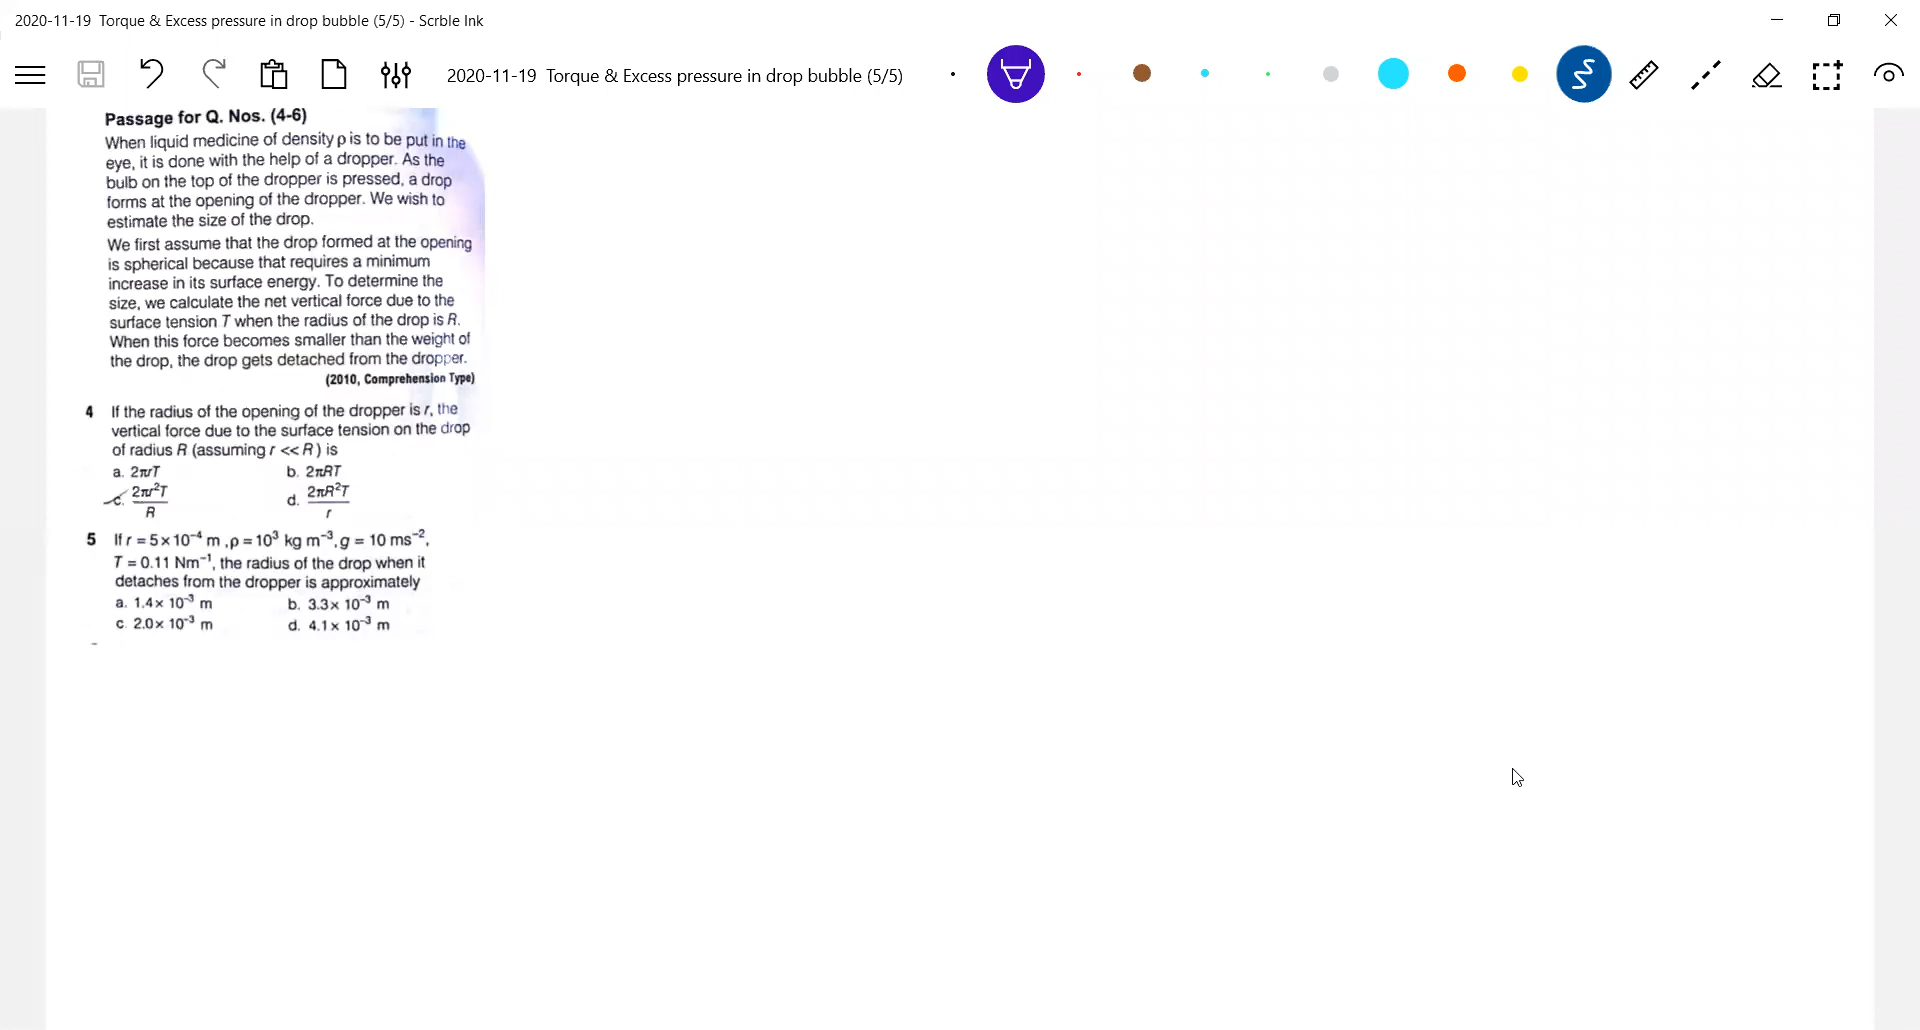 2020-11-19 Torque & Excess pressure in drop bubble (5/5) - Scrble Ink
2020-11-19 Torque & Excess pressure in drop bubble (5/5)
Passage for Q. Nos. (4-6)
When liquid medicine of density ρ is to be put in the
eye, it is done with the help of a dropper. As the
bulb on the top of the dropper is pressed, a drop
forms at the opening of the dropper. We wish to
estimate the size of the drop.
We first assume that the drop formed at the opening
is spherical because that requires a minimum
increase in its surface energy. To determine the
size, we calculate the net vertical force due to the
surface tension T when the radius of the drop is R.
When this force becomes smaller than the weight of
the drop, the drop gets detached from the dropper.
(2010, Comprehension Type)
4 If the radius of the opening of the dropper is r, the
vertical force due to the surface tension on the drop
of radius R (assuming r << R) is
a. 2πrT b. 2πRT
c. 2πr²T/R d. 2πR²T/r
5 If r = 5×10⁻⁴ m, ρ = 10³ kg m⁻³, g = 10 ms⁻²,
T = 0.11 Nm⁻¹, the radius of the drop when it
detaches from the dropper is approximately
a. 1.4× 10⁻³ m b. 3.3× 10⁻³ m
c. 2.0× 10⁻³ m d. 4.1× 10⁻³ m